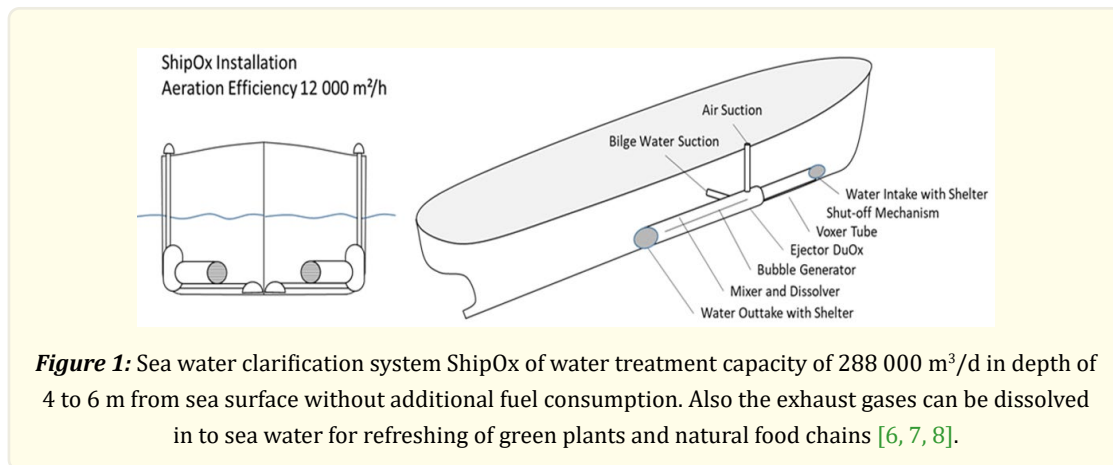 ShipOx Installation
Aeration Efficiency 12 000 m²/h
Air Suction
Bilge Water Suction
Water Intake with Shelter
Shut-off Mechanism
Voxer Tube
Ejector DuOx
Bubble Generator
Mixer and Dissolver
Water Outtake with Shelter
Figure 1: Sea water clarification system ShipOx of water treatment capacity of 288 000 m³/d in depth of
4 to 6 m from sea surface without additional fuel consumption. Also the exhaust gases can be dissolved
in to sea water for refreshing of green plants and natural food chains [6, 7, 8].